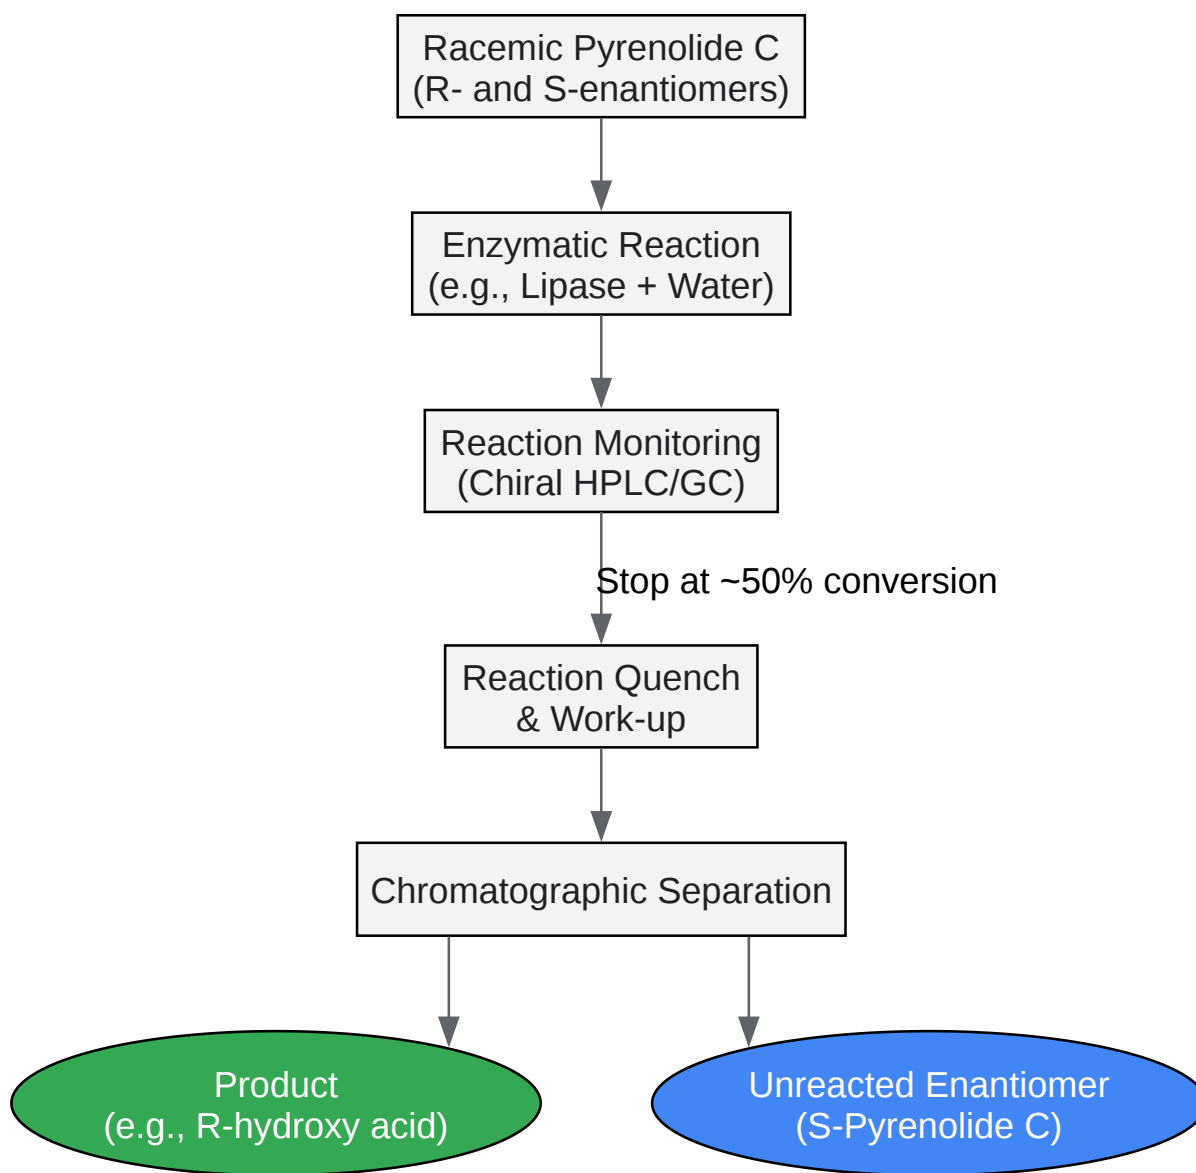 Racemic Pyrenolide C
(R- and S-enantiomers)
Enzymatic Reaction
(e.g., Lipase + Water)
Reaction Monitoring
(Chiral HPLC/GC)
Stop at ~50% conversion
Reaction Quench
& Work-up
Chromatographic Separation
Product
(e.g., R-hydroxy acid)
Unreacted Enantiomer
(S-Pyrenolide C)